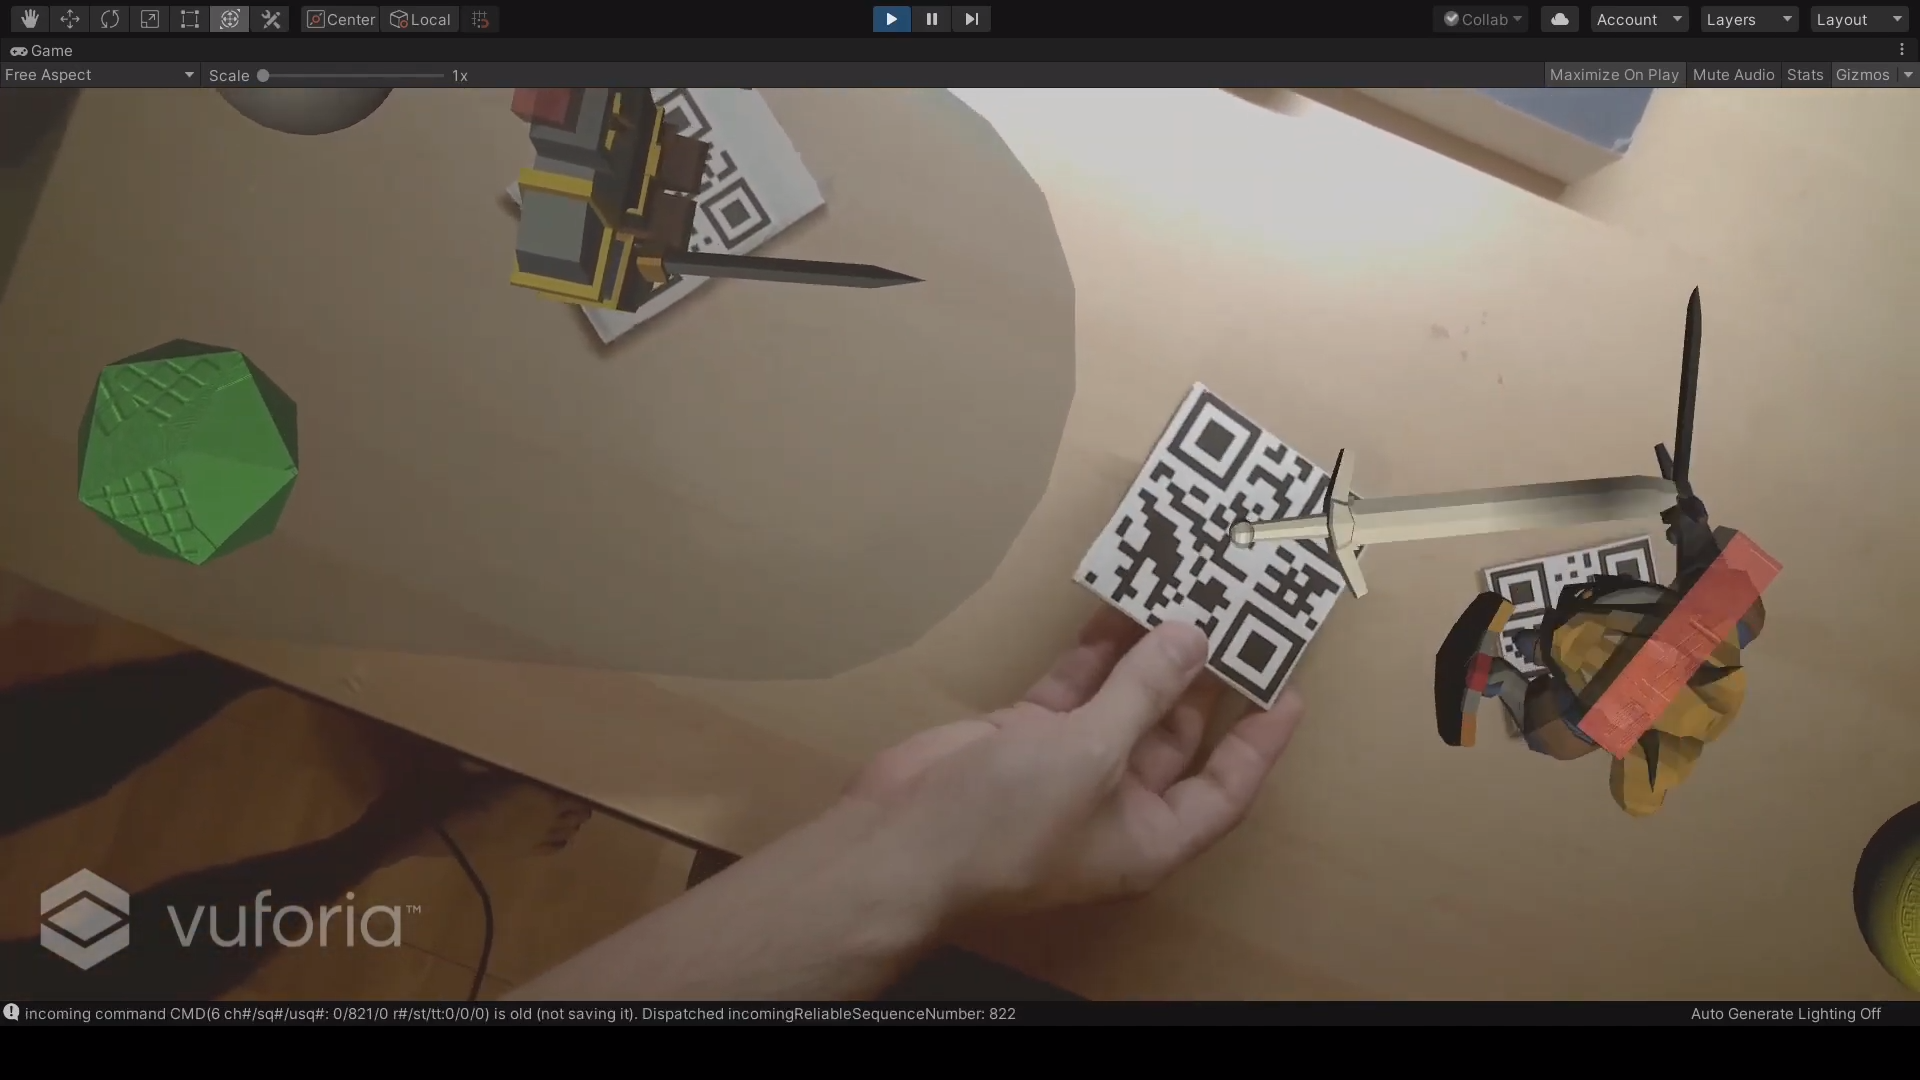 Center Local Collab Account Layers Layout
Game
Free Aspect Scale 1x Maximize On Play Mute Audio Stats Gizmos
vuforia™
incoming command CMD(6 ch#/sq#/usq#: 0/821/0 r#/st/tt:0/0/0) is old (not saving it). Dispatched incomingReliableSequenceNumber: 822 Auto Generate Lighting Off